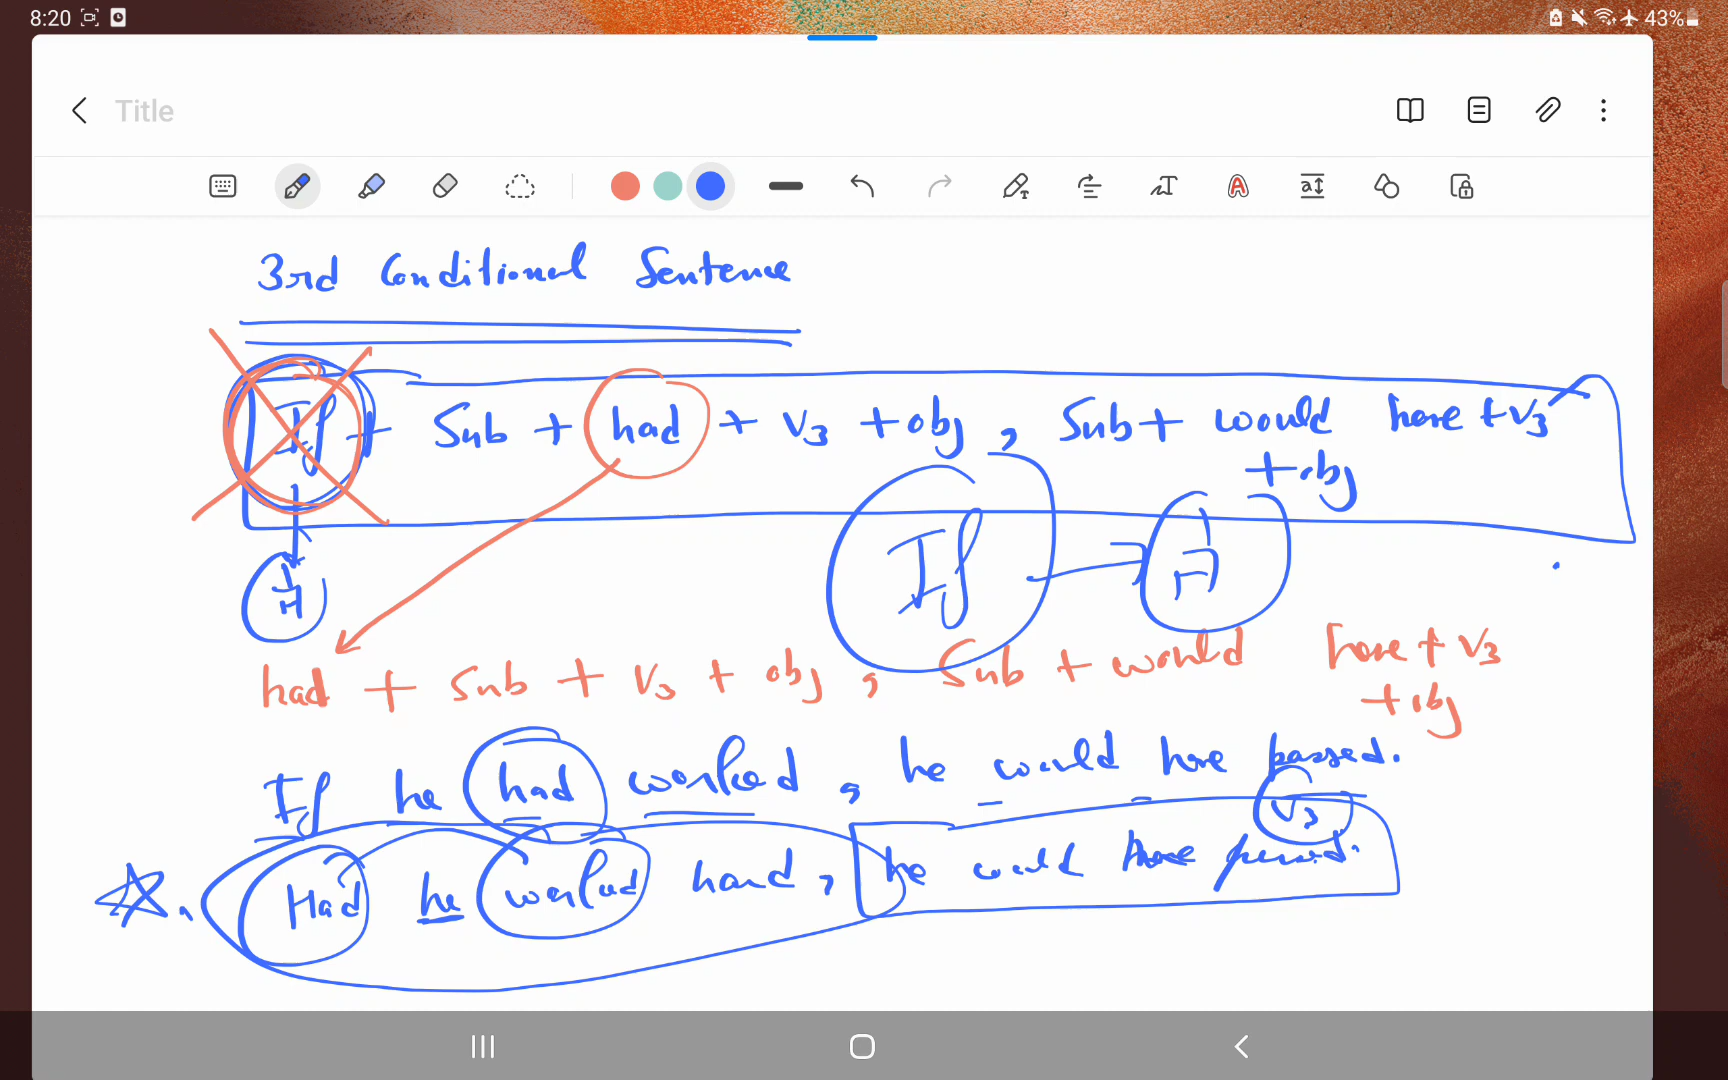 8:20
43%
Title
3rd Conditional Sentence
If + Sub + had + V3 + obj , Sub + would have + V3
+ obj
If
had + Sub + V3 + obj , Sub + would have + V3
+ obj
If he had worked , he would have passed.
V3
Had he worked hard , he would have passed.